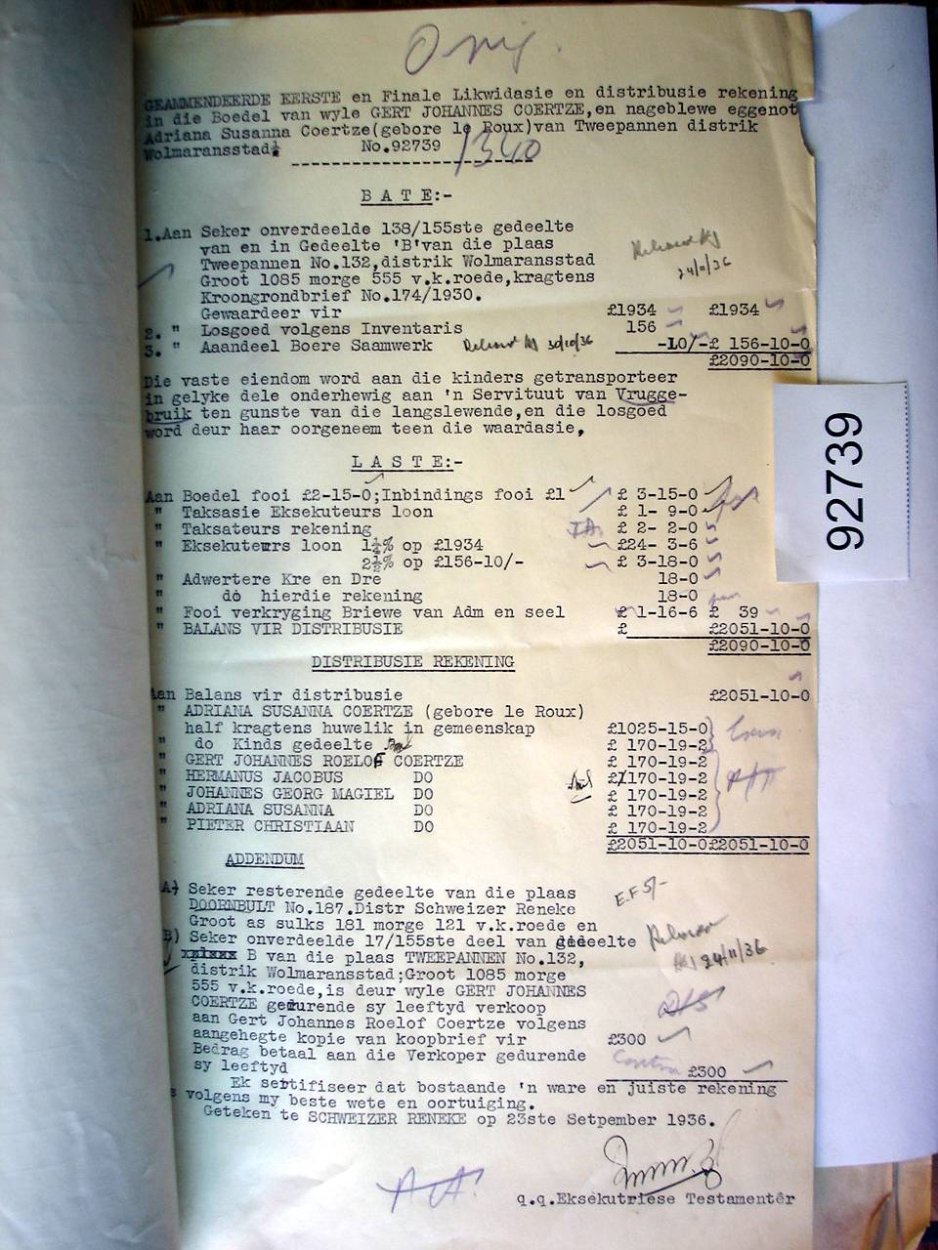 Orig.
GEAMMENDEERDE EERSTE en Finale Likwidasie en distribusie rekening
in die Boedel van wyle GERT JOHANNES COERTZE,en nageblewe eggenot
Adriana Susanna Coertze(gebore le Roux)van Tweepannen distrik
Wolmaransstad. No.92739 /340
B A T E:-
1.Aan Seker onverdeelde 138/155ste gedeelte
van en in Gedeelte 'B'van die plaas
Tweepannen No.132,distrik Wolmaransstad
24/11/36
Groot 1085 morge 555 v.k.roede,kragtens
Kroongrondbrief No.174/1930.
Gewaardeer vir £1934 £1934
2. " Losgoed volgens Inventaris 156
3. " Aaandeel Boere Saamwerk 30/10/36 -10/-£ 156-10-0
£2090-10-0
Die vaste eiendom word aan die kinders getransporteer
in gelyke dele onderhewig aan 'n Servituut van Vrugge-
bruik ten gunste van die langslewende,en die losgoed
word deur haar oorgeneem teen die waardasie,
L A S T E:-
Aan Boedel fooi £2-15-0;Inbindings fooi £1 £ 3-15-0
" Taksasie Eksekuteurs loon £ 1- 9-0
" Taksateurs rekening £ 2- 2-0
" Eksekuteurs loon 1¼% op £1934 £24- 3-6
2½% op £156-10/- £ 3-18-0
" Adwertere Kre en Dre 18-0
" do hierdie rekening 18-0
" Fooi verkryging Briewe van Adm en seel £ 1-16-6 £ 39
" BALANS VIR DISTRIBUSIE £ £2051-10-0
£2090-10-0
DISTRIBUSIE REKENING
Aan Balans vir distribusie £2051-10-0
" ADRIANA SUSANNA COERTZE (gebore le Roux)
half kragtens huwelik in gemeenskap £1025-15-0
" do Kinds gedeelte £ 170-19-2
" GERT JOHANNES ROELOF COERTZE £ 170-19-2
" HERMANUS JACOBUS DO £ 170-19-2
" JOHANNES GEORG MAGIEL DO £ 170-19-2
" ADRIANA SUSANNA DO £ 170-19-2
" PIETER CHRISTIAAN DO £ 170-19-2
£2051-10-0£2051-10-0
ADDENDUM
A) Seker resterende gedeelte van die plaas
E.F 5/-
DOORNBULT No.187.Distr Schweizer Reneke
Groot as sulks 181 morge 121 v.k.roede en
B) Seker onverdeelde 17/155ste deel van gedeelte
xxixxx B van die plaas TWEEPANNEN No.132,
24/11/36
distrik Wolmaransstad;Groot 1085 morge
555 v.k.roede,is deur wyle GERT JOHANNES
COERTZE gedurende sy leeftyd verkoop
aan Gert Johannes Roelof Coertze volgens
aangehegte kopie van koopbrief vir £300
Bedrag betaal aan die Verkoper gedurende
sy leeftyd Contra £300
Ek sertifiseer dat bostaande 'n ware en juiste rekening
s volgens my beste wete en oortuiging.
Geteken te SCHWEIZER RENEKE op 23ste Setpember 1936.
q.q.Eksekutriese Testamentêr
92739